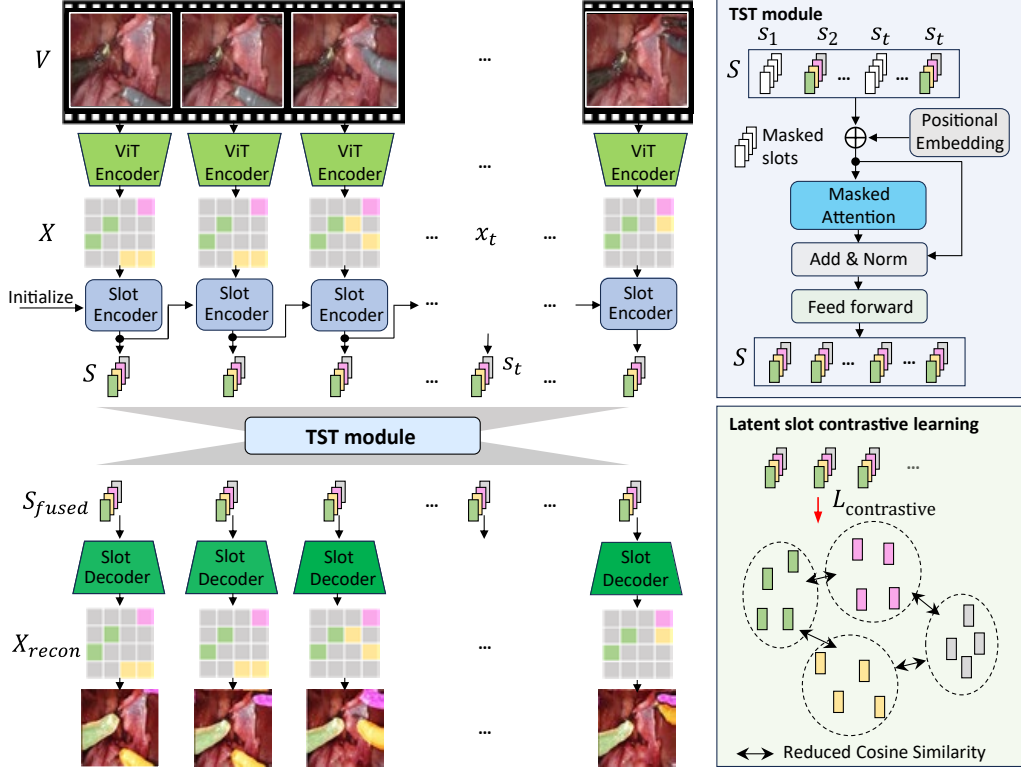 V
...
ViT
Encoder
ViT
Encoder
ViT
Encoder
...
ViT
Encoder
X
...
x_t
...
Initialize
Slot
Encoder
Slot
Encoder
Slot
Encoder
...
...
Slot
Encoder
S
...
s_t
...
TST module
S_fused
...
...
Slot
Decoder
Slot
Decoder
Slot
Decoder
Slot
Decoder
X_recon
...
...
TST module
s_1 s_2 s_t s_t
S
... ...
Masked
slots
Positional
Embedding
Masked
Attention
Add & Norm
Feed forward
S
... ... ...
Latent slot contrastive learning
...
L_contrastive
Reduced Cosine Similarity